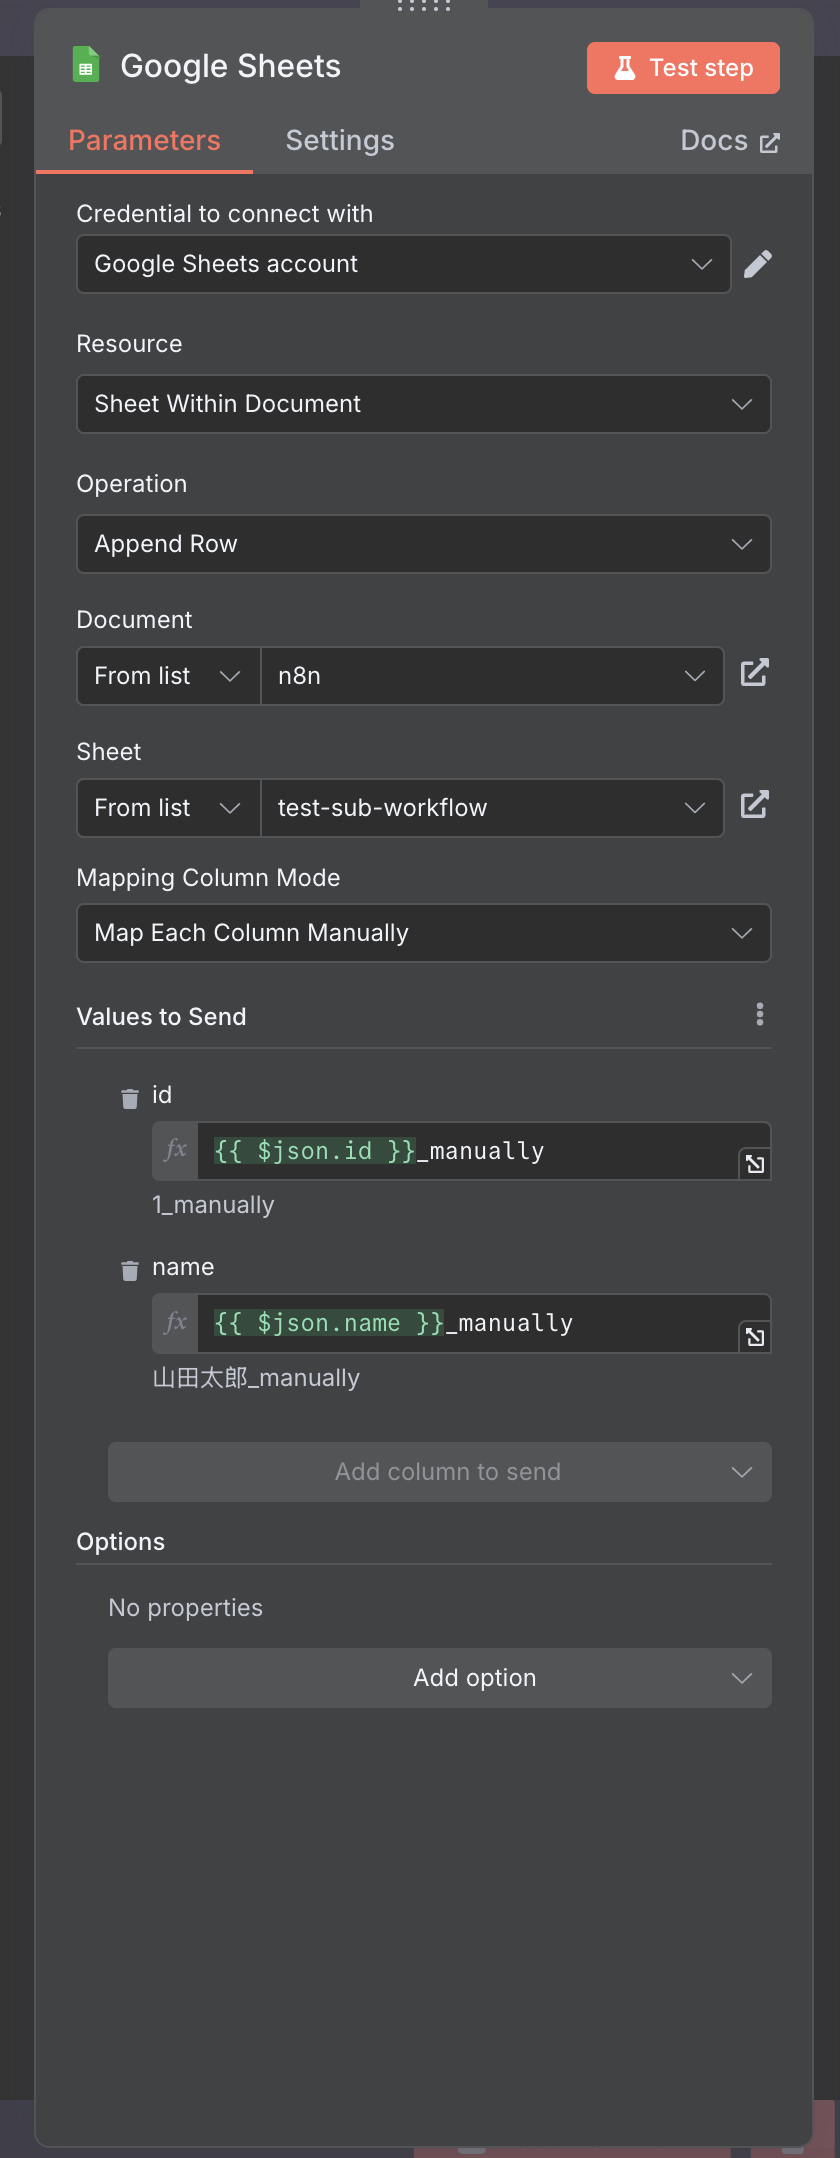 Google Sheets
Test step
Parameters
Settings
Docs
Credential to connect with
Google Sheets account
Resource
Sheet Within Document
Operation
Append Row
Document
From list
n8n
Sheet
From list
test-sub-workflow
Mapping Column Mode
Map Each Column Manually
Values to Send
id
fx
{{ $json.id }}_manually
1_manually
name
fx
{{ $json.name }}_manually
山田太郎_manually
Add column to send
Options
No properties
Add option